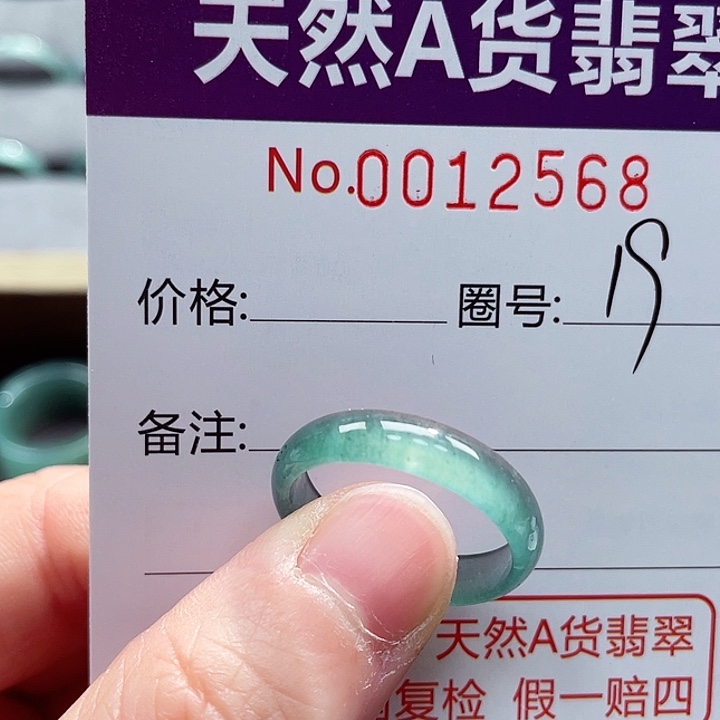 天然A货翡翠
No.0012568
价格: 圈号: 19
备注:
天然A货翡翠
复检 假一赔四